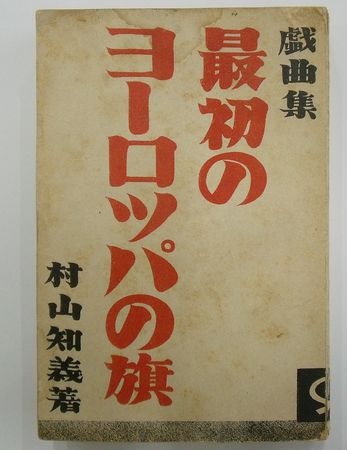 戯曲集
最初の
ヨーロッパの旗
村山知義著